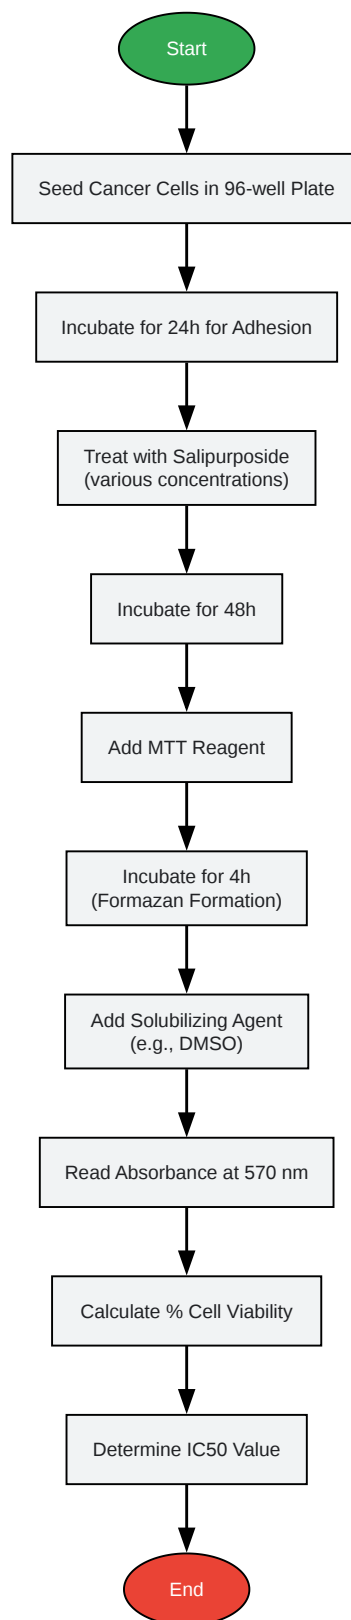 Start
Seed Cancer Cells in 96-well Plate
Incubate for 24h for Adhesion
Treat with Salipurposide
(various concentrations)
Incubate for 48h
Add MTT Reagent
Incubate for 4h
(Formazan Formation)
Add Solubilizing Agent
(e.g., DMSO)
Read Absorbance at 570 nm
Calculate % Cell Viability
Determine IC50 Value
End